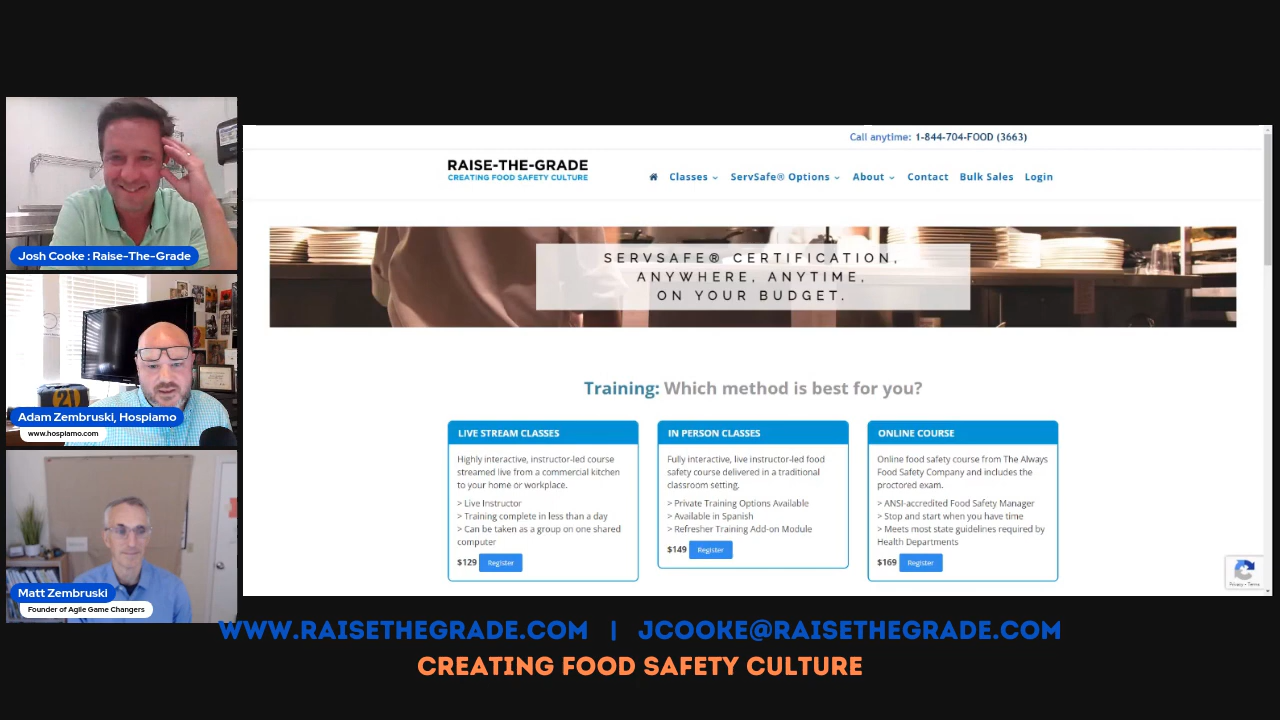 Call anytime: 1-844-704-FOOD (3663)
RAISE-THE-GRADE
CREATING FOOD SAFETY CULTURE
Classes
ServSafe® Options
About
Contact
Bulk Sales
Login
SERVSAFE® CERTIFICATION,
ANYWHERE, ANYTIME,
ON YOUR BUDGET.
Training: Which method is best for you?
LIVE STREAM CLASSES
Highly interactive, instructor-led course
streamed live from a commercial kitchen
to your home or workplace.
> Live Instructor
> Training complete in less than a day
> Can be taken as a group on one shared
computer
$129 Register
IN PERSON CLASSES
Fully interactive, live instructor-led food
safety course delivered in a traditional
classroom setting.
> Private Training Options Available
> Available in Spanish
> Refresher Training Add-on Module
$149 Register
ONLINE COURSE
Online food safety course from The Always
Food Safety Company and includes the
proctored exam.
> ANSI-accredited Food Safety Manager
> Stop and start when you have time
> Meets most state guidelines required by
Health Departments
$169 Register
Privacy - Terms
Josh Cooke : Raise-The-Grade
21
Adam Zembruski, Hospiamo
www.hospiamo.com
Matt Zembruski
Founder of Agile Game Changers
WWW.RAISETHEGRADE.COM | JCOOKE@RAISETHEGRADE.COM
CREATING FOOD SAFETY CULTURE